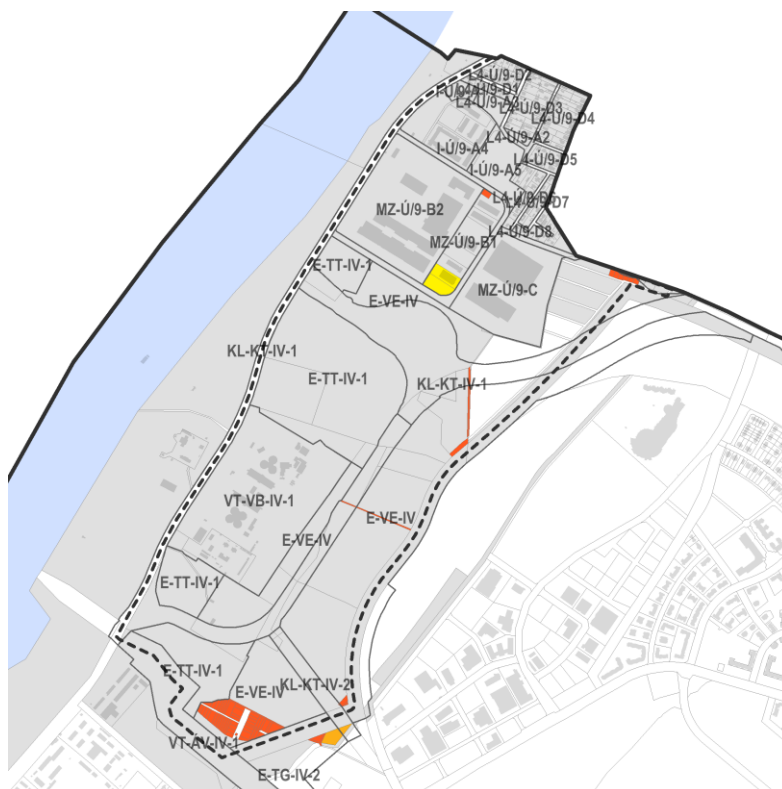 L4-Ú/9-D2
L4-Ú/9-D1
L4-Ú/9-A3
L4-Ú/9-D3
L4-Ú/9-D4
L4-Ú/9-A2
I-Ú/9-A4
L4-Ú/9-D5
I-Ú/9-A5
L4-Ú/9-D7
MZ-Ú/9-B2
L4-Ú/9-D8
MZ-Ú/9-B1
E-TT-IV-1
MZ-Ú/9-C
E-VE-IV
KL-KT-IV-1
E-TT-IV-1
KL-KT-IV-1
VT-VB-IV-1
E-VE-IV
E-VE-IV
E-TT-IV-1
E-TT-IV-1
KL-KT-IV-2
E-VE-IV
VT-ÁV-IV-1
E-TG-IV-2